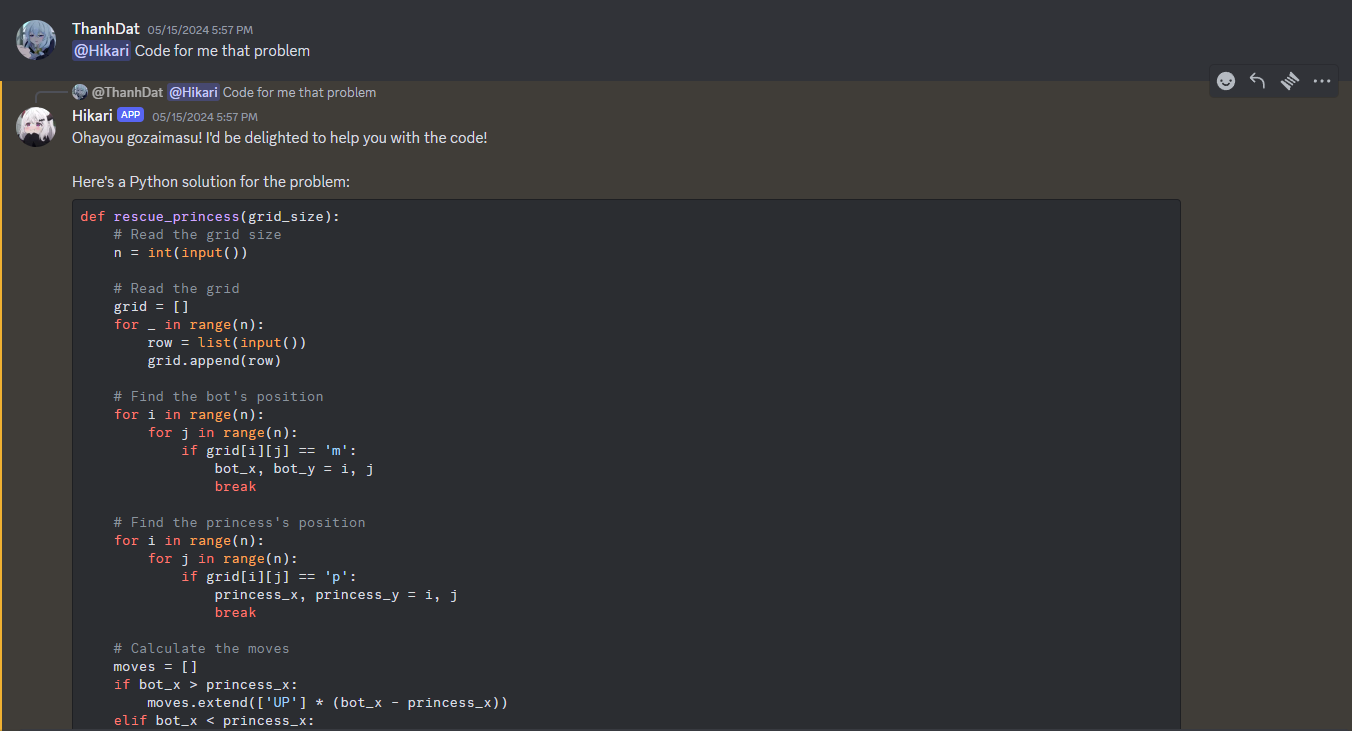 ThanhDat 05/15/2024 5:57 PM
@Hikari Code for me that problem
@ThanhDat @Hikari Code for me that problem
Hikari APP 05/15/2024 5:57 PM
Ohayou gozaimasu! I'd be delighted to help you with the code!
Here's a Python solution for the problem:
def rescue_princess(grid_size):
    # Read the grid size
    n = int(input())
    # Read the grid
    grid = []
    for _ in range(n):
        row = list(input())
        grid.append(row)
    # Find the bot's position
    for i in range(n):
        for j in range(n):
            if grid[i][j] == 'm':
                bot_x, bot_y = i, j
                break
    # Find the princess's position
    for i in range(n):
        for j in range(n):
            if grid[i][j] == 'p':
                princess_x, princess_y = i, j
                break
    # Calculate the moves
    moves = []
    if bot_x > princess_x:
        moves.extend(['UP'] * (bot_x - princess_x))
    elif bot_x < princess_x: